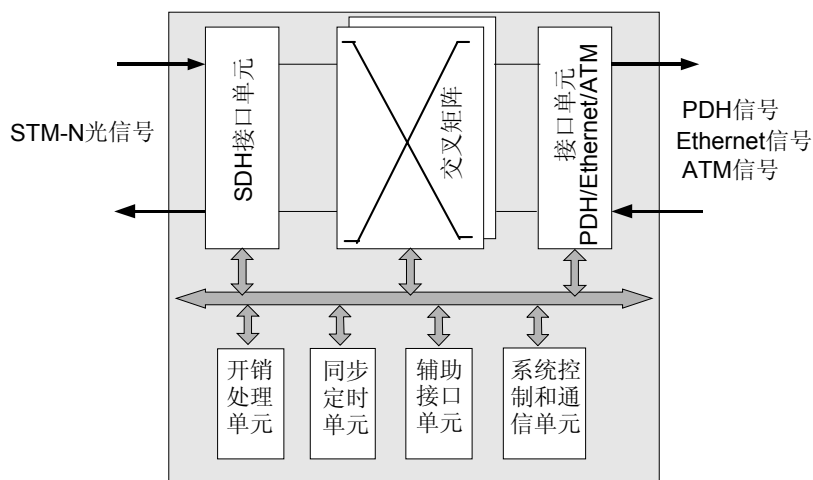 STM-N光信号
SDH接口单元
交叉矩阵
接口单元
PDH/Ethernet/ATM
PDH信号
Ethernet信号
ATM信号
开销
处理
单元
同步
定时
单元
辅助
接口
单元
系统控
制和通
信单元